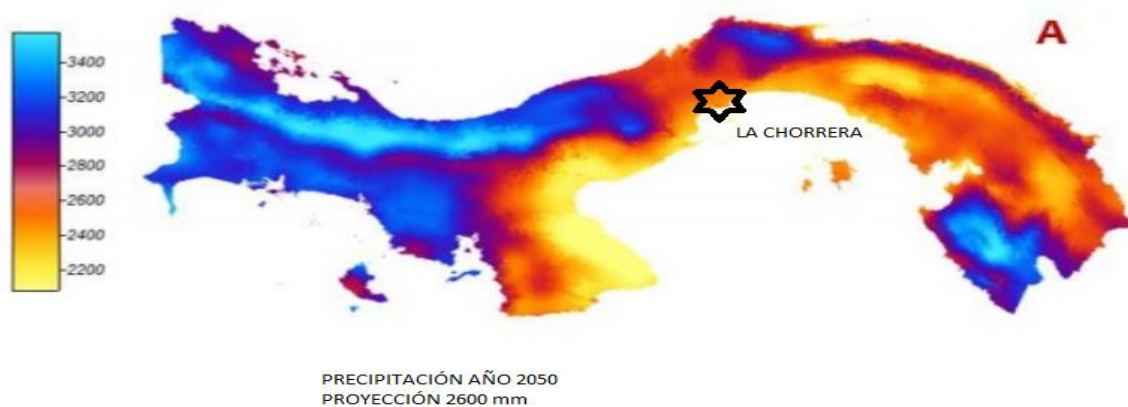 A
3400
3200
3000
2800
2600
2400
2200
LA CHORRERA
PRECIPITACIÓN AÑO 2050
PROYECCIÓN 2600 mm